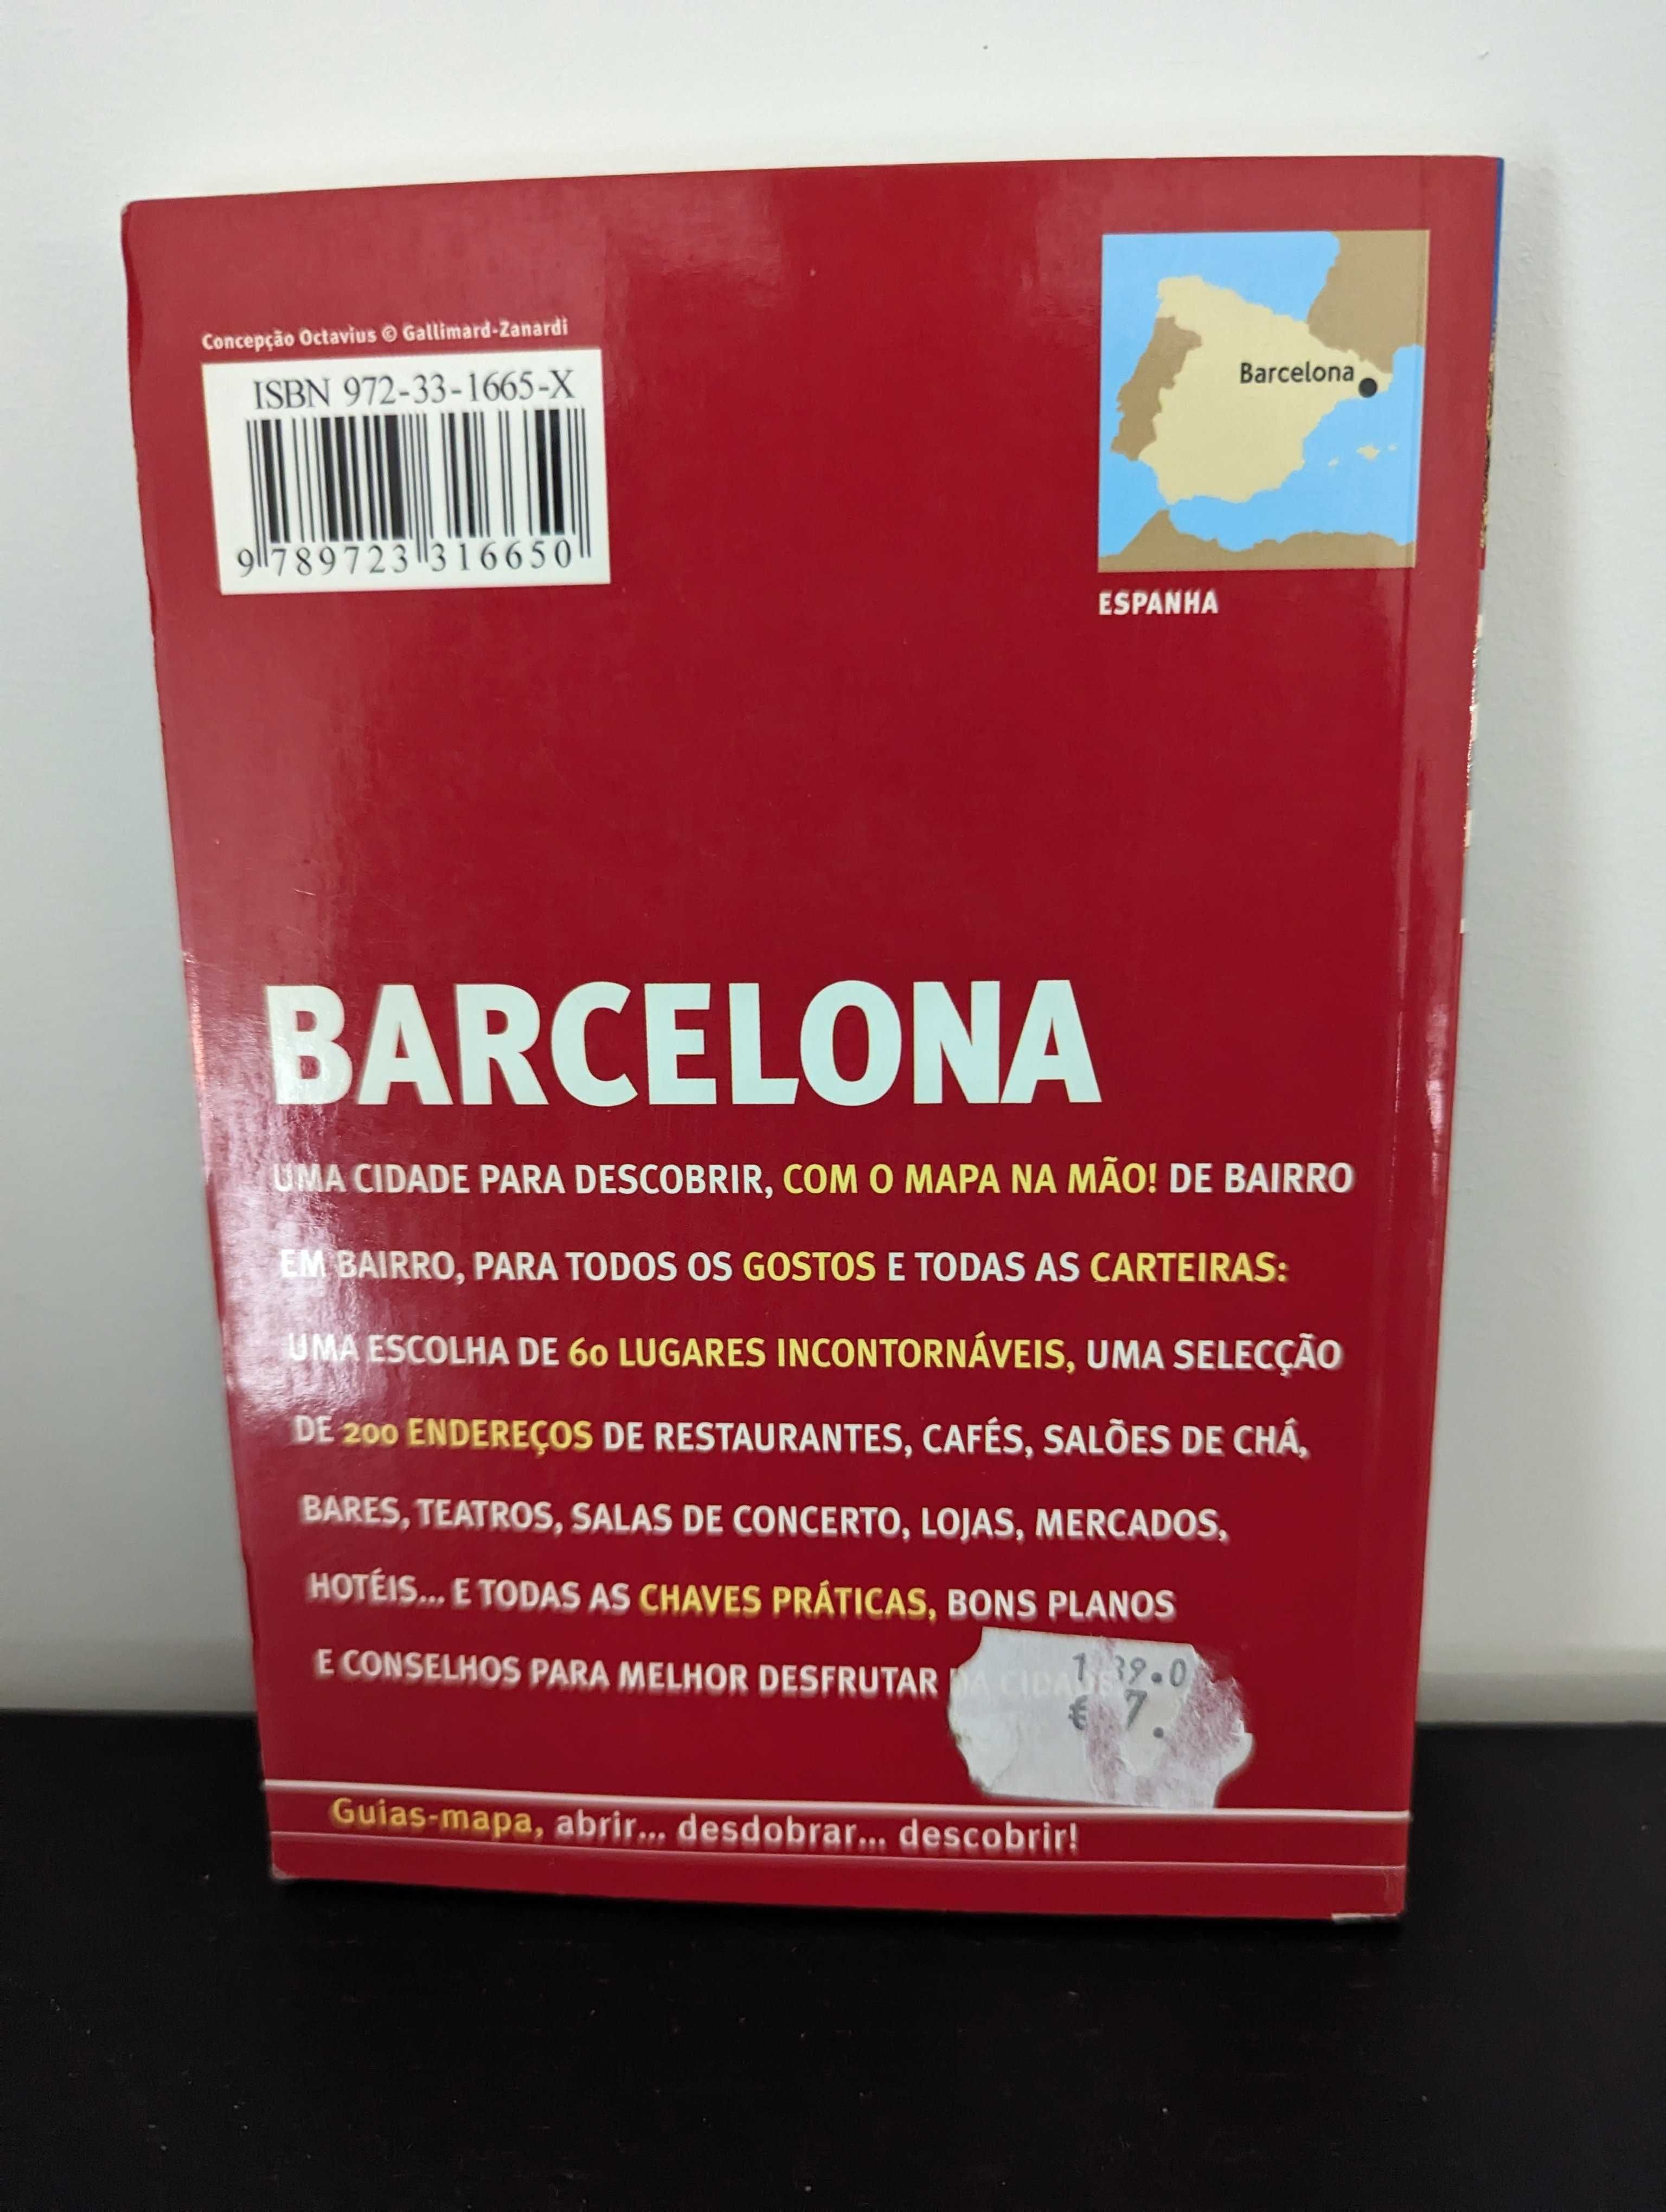 Concepção Octavius © Gallimard-Zanardi
ISBN 972-33-1665-X
9 789723 316650
Barcelona
ESPANHA
BARCELONA
UMA CIDADE PARA DESCOBRIR, COM O MAPA NA MÃO! DE BAIRRO
EM BAIRRO, PARA TODOS OS GOSTOS E TODAS AS CARTEIRAS:
UMA ESCOLHA DE 60 LUGARES INCONTORNÁVEIS, UMA SELECÇÃO
DE 200 ENDEREÇOS DE RESTAURANTES, CAFÉS, SALÕES DE CHÁ,
BARES, TEATROS, SALAS DE CONCERTO, LOJAS, MERCADOS,
HOTÉIS... E TODAS AS CHAVES PRÁTICAS, BONS PLANOS
E CONSELHOS PARA MELHOR DESFRUTAR DA CIDADE
Guias-mapa, abrir... desdobrar... descobrir!